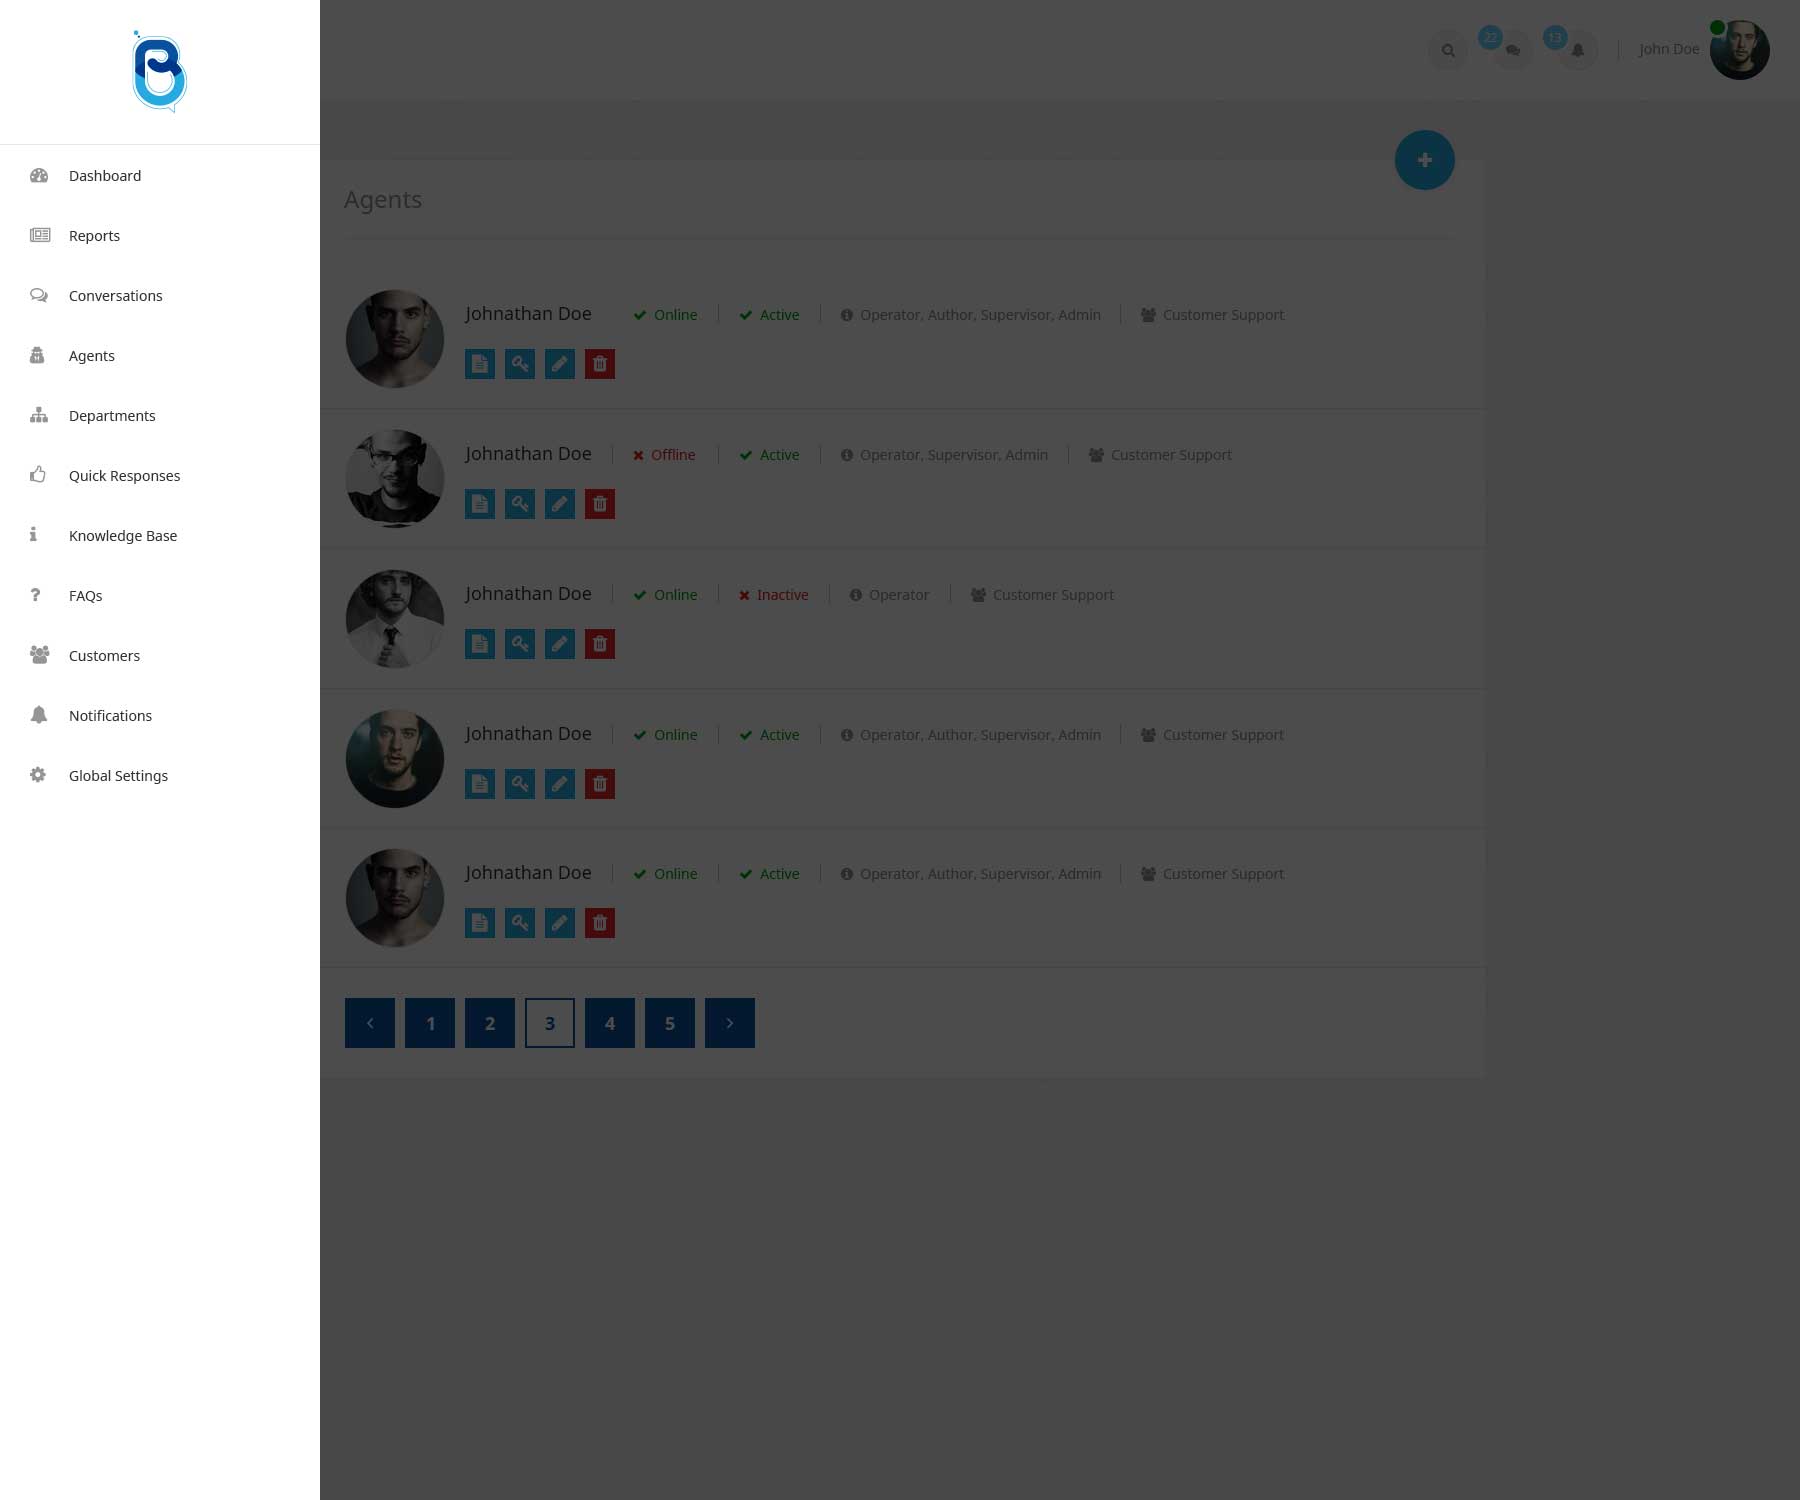 22
13
John Doe
Dashboard
Reports
Conversations
Agents
Departments
Quick Responses
Knowledge Base
FAQs
Customers
Notifications
Global Settings
Agents
Johnathan Doe Online Active Operator, Author, Supervisor, Admin Customer Support
Johnathan Doe Offline Active Operator, Supervisor, Admin Customer Support
Johnathan Doe Online Inactive Operator Customer Support
Johnathan Doe Online Active Operator, Author, Supervisor, Admin Customer Support
Johnathan Doe Online Active Operator, Author, Supervisor, Admin Customer Support
1 2 3 4 5